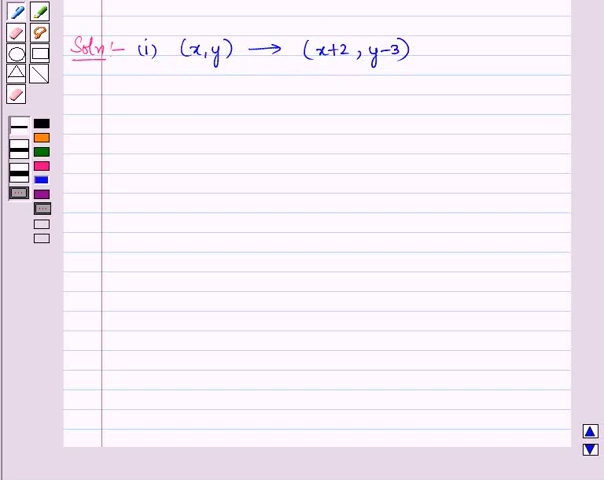 Soln:- (i) (x,y) → (x+2, y-3)